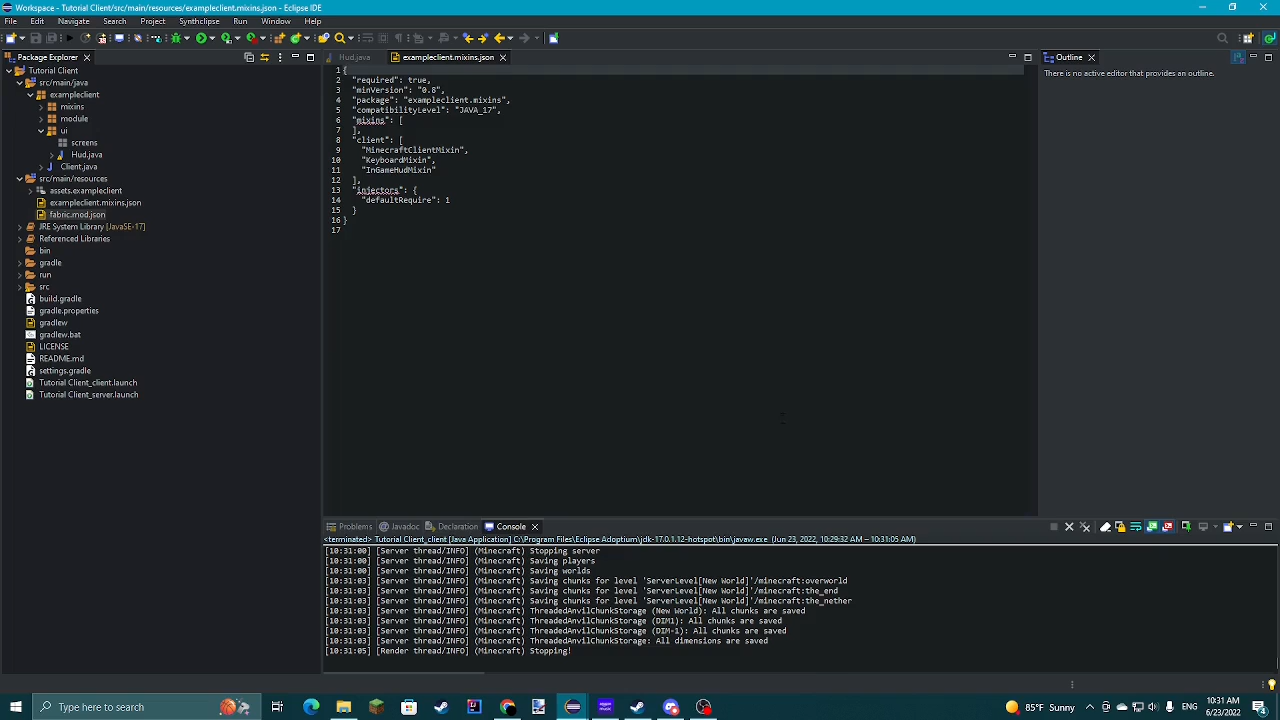 Workspace - Tutorial Client/src/main/resources/exampleclient.mixins.json - Eclipse IDE
File Edit Navigate Search Project Synthclipse Run Window Help
Package Explorer
Hud.java
exampleclient.mixins.json
Outline
Tutorial Client
src/main/java
exampleclient
mixins
module
ui
screens
Hud.java
Client.java
src/main/resources
assets.exampleclient
exampleclient.mixins.json
fabric.mod.json
JRE System Library [JavaSE-17]
Referenced Libraries
bin
gradle
run
src
build.gradle
gradle.properties
gradlew
gradlew.bat
LICENSE
README.md
settings.gradle
Tutorial Client_client.launch
Tutorial Client_server.launch
1 {
2 "required": true,
3 "minVersion": "0.8",
4 "package": "exampleclient.mixins",
5 "compatibilityLevel": "JAVA_17",
6 "mixins": [
7 ],
8 "client": [
9 "MinecraftClientMixin",
10 "KeyboardMixin",
11 "InGameHudMixin"
12 ],
13 "injectors": {
14 "defaultRequire": 1
15 }
16 }
17
There is no active editor that provides an outline.
Problems @ Javadoc Declaration Console
<terminated> Tutorial Client_client [Java Application] C:\Program Files\Eclipse Adoptium\jdk-17.0.1.12-hotspot\bin\javaw.exe (Jun 23, 2022, 10:29:32 AM – 10:31:05 AM)
[10:31:00] [Server thread/INFO] (Minecraft) Stopping server
[10:31:00] [Server thread/INFO] (Minecraft) Saving players
[10:31:00] [Server thread/INFO] (Minecraft) Saving worlds
[10:31:03] [Server thread/INFO] (Minecraft) Saving chunks for level 'ServerLevel[New World]'/minecraft:overworld
[10:31:03] [Server thread/INFO] (Minecraft) Saving chunks for level 'ServerLevel[New World]'/minecraft:the_end
[10:31:03] [Server thread/INFO] (Minecraft) Saving chunks for level 'ServerLevel[New World]'/minecraft:the_nether
[10:31:03] [Server thread/INFO] (Minecraft) ThreadedAnvilChunkStorage (New World): All chunks are saved
[10:31:03] [Server thread/INFO] (Minecraft) ThreadedAnvilChunkStorage (DIM1): All chunks are saved
[10:31:03] [Server thread/INFO] (Minecraft) ThreadedAnvilChunkStorage (DIM-1): All chunks are saved
[10:31:03] [Server thread/INFO] (Minecraft) ThreadedAnvilChunkStorage: All dimensions are saved
[10:31:05] [Render thread/INFO] (Minecraft) Stopping!
Type here to search
85°F Sunny
10:31 AM
6/23/2022